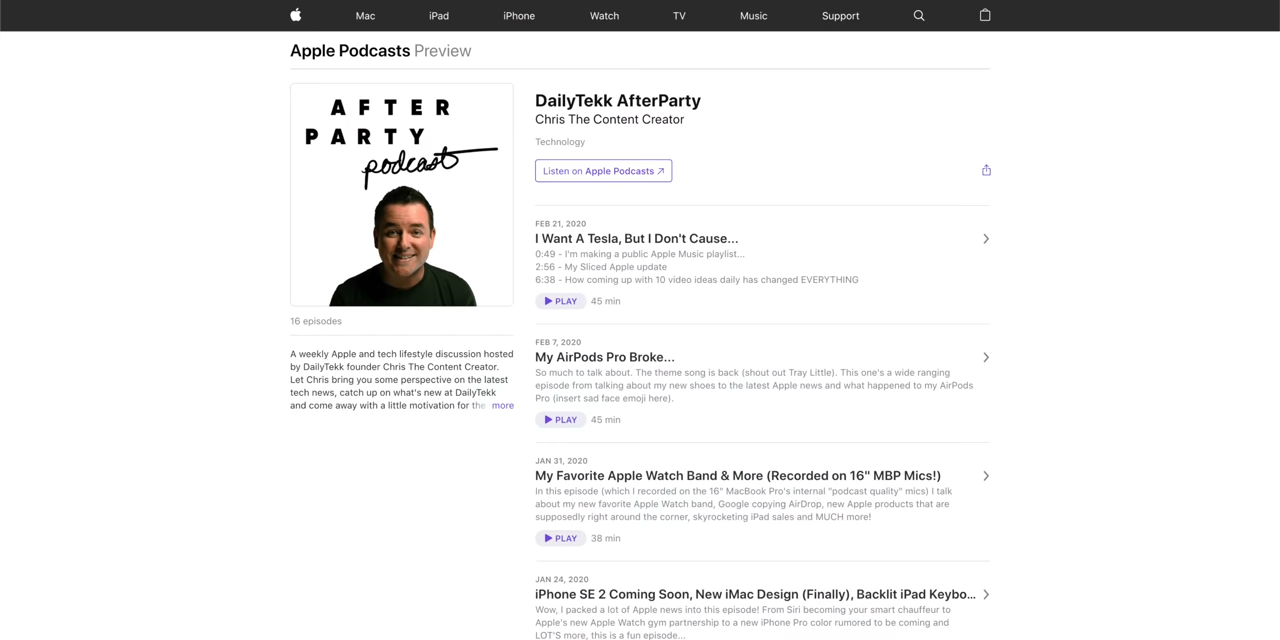 Mac
iPad
iPhone
Watch
TV
Music
Support
Apple Podcasts Preview
AFTER
PARTY
podcast
16 episodes
A weekly Apple and tech lifestyle discussion hosted
by DailyTekk founder Chris The Content Creator.
Let Chris bring you some perspective on the latest
tech news, catch up on what's new at DailyTekk
and come away with a little motivation for the more
DailyTekk AfterParty
Chris The Content Creator
Technology
Listen on Apple Podcasts ↗
FEB 21, 2020
I Want A Tesla, But I Don't Cause...
0:49 - I'm making a public Apple Music playlist...
2:56 - My Sliced Apple update
6:38 - How coming up with 10 video ideas daily has changed EVERYTHING
PLAY 45 min
FEB 7, 2020
My AirPods Pro Broke...
So much to talk about. The theme song is back (shout out Tray Little). This one's a wide ranging
episode from talking about my new shoes to the latest Apple news and what happened to my AirPods
Pro (insert sad face emoji here).
PLAY 45 min
JAN 31, 2020
My Favorite Apple Watch Band & More (Recorded on 16" MBP Mics!)
In this episode (which I recorded on the 16" MacBook Pro's internal "podcast quality" mics) I talk
about my new favorite Apple Watch band, Google copying AirDrop, new Apple products that are
supposedly right around the corner, skyrocketing iPad sales and MUCH more!
PLAY 38 min
JAN 24, 2020
iPhone SE 2 Coming Soon, New iMac Design (Finally), Backlit iPad Keybo...
Wow, I packed a lot of Apple news into this episode! From Siri becoming your smart chauffeur to
Apple's new Apple Watch gym partnership to a new iPhone Pro color rumored to be coming and
LOT'S more, this is a fun episode...